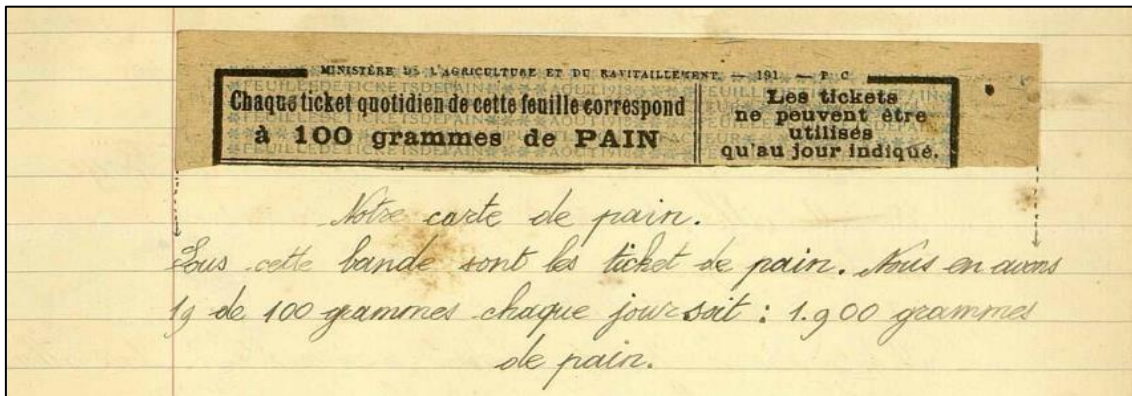 MINISTÈRE DE L'AGRICULTURE ET DU RAVITAILLEMENT. — 191 — P C
Chaque ticket quotidien de cette feuille correspond
à 100 grammes de PAIN
Les tickets
ne peuvent être
utilisés
qu'au jour indiqué.
Notre carte de pain.
Sous cette bande sont les ticket de pain. Nous en avons
19 de 100 grammes chaque jour soit : 1.900 grammes
de pain.